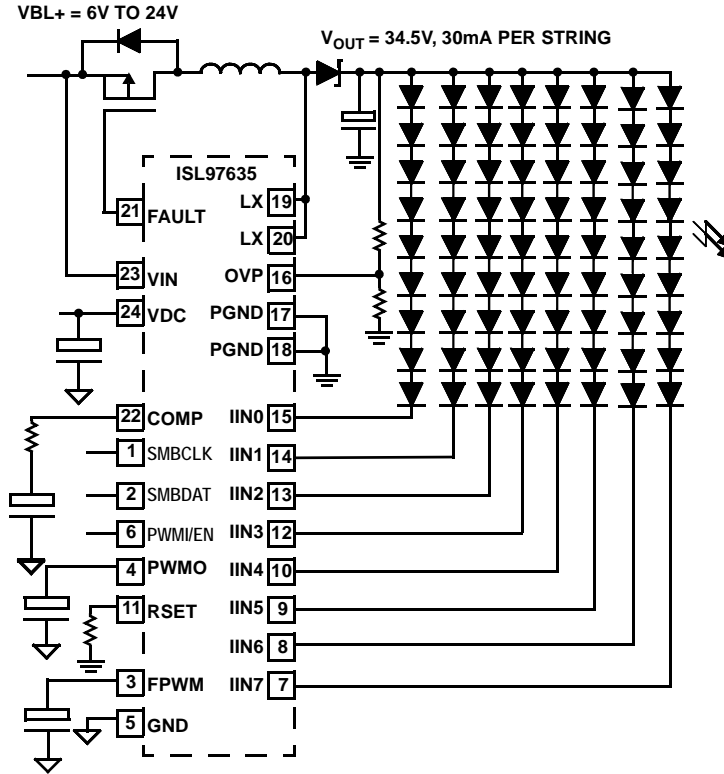 VBL+ = 6V TO 24V
VOUT = 34.5V, 30mA PER STRING
ISL97635
21 FAULT
LX 19
LX 20
23 VIN
OVP 16
24 VDC
PGND 17
PGND 18
22 COMP
IIN0 15
1 SMBCLK
IIN1 14
2 SMBDAT
IIN2 13
6 PWMI/EN
IIN3 12
4 PWMO
IIN4 10
11 RSET
IIN5 9
IIN6 8
3 FPWM
IIN7 7
5 GND